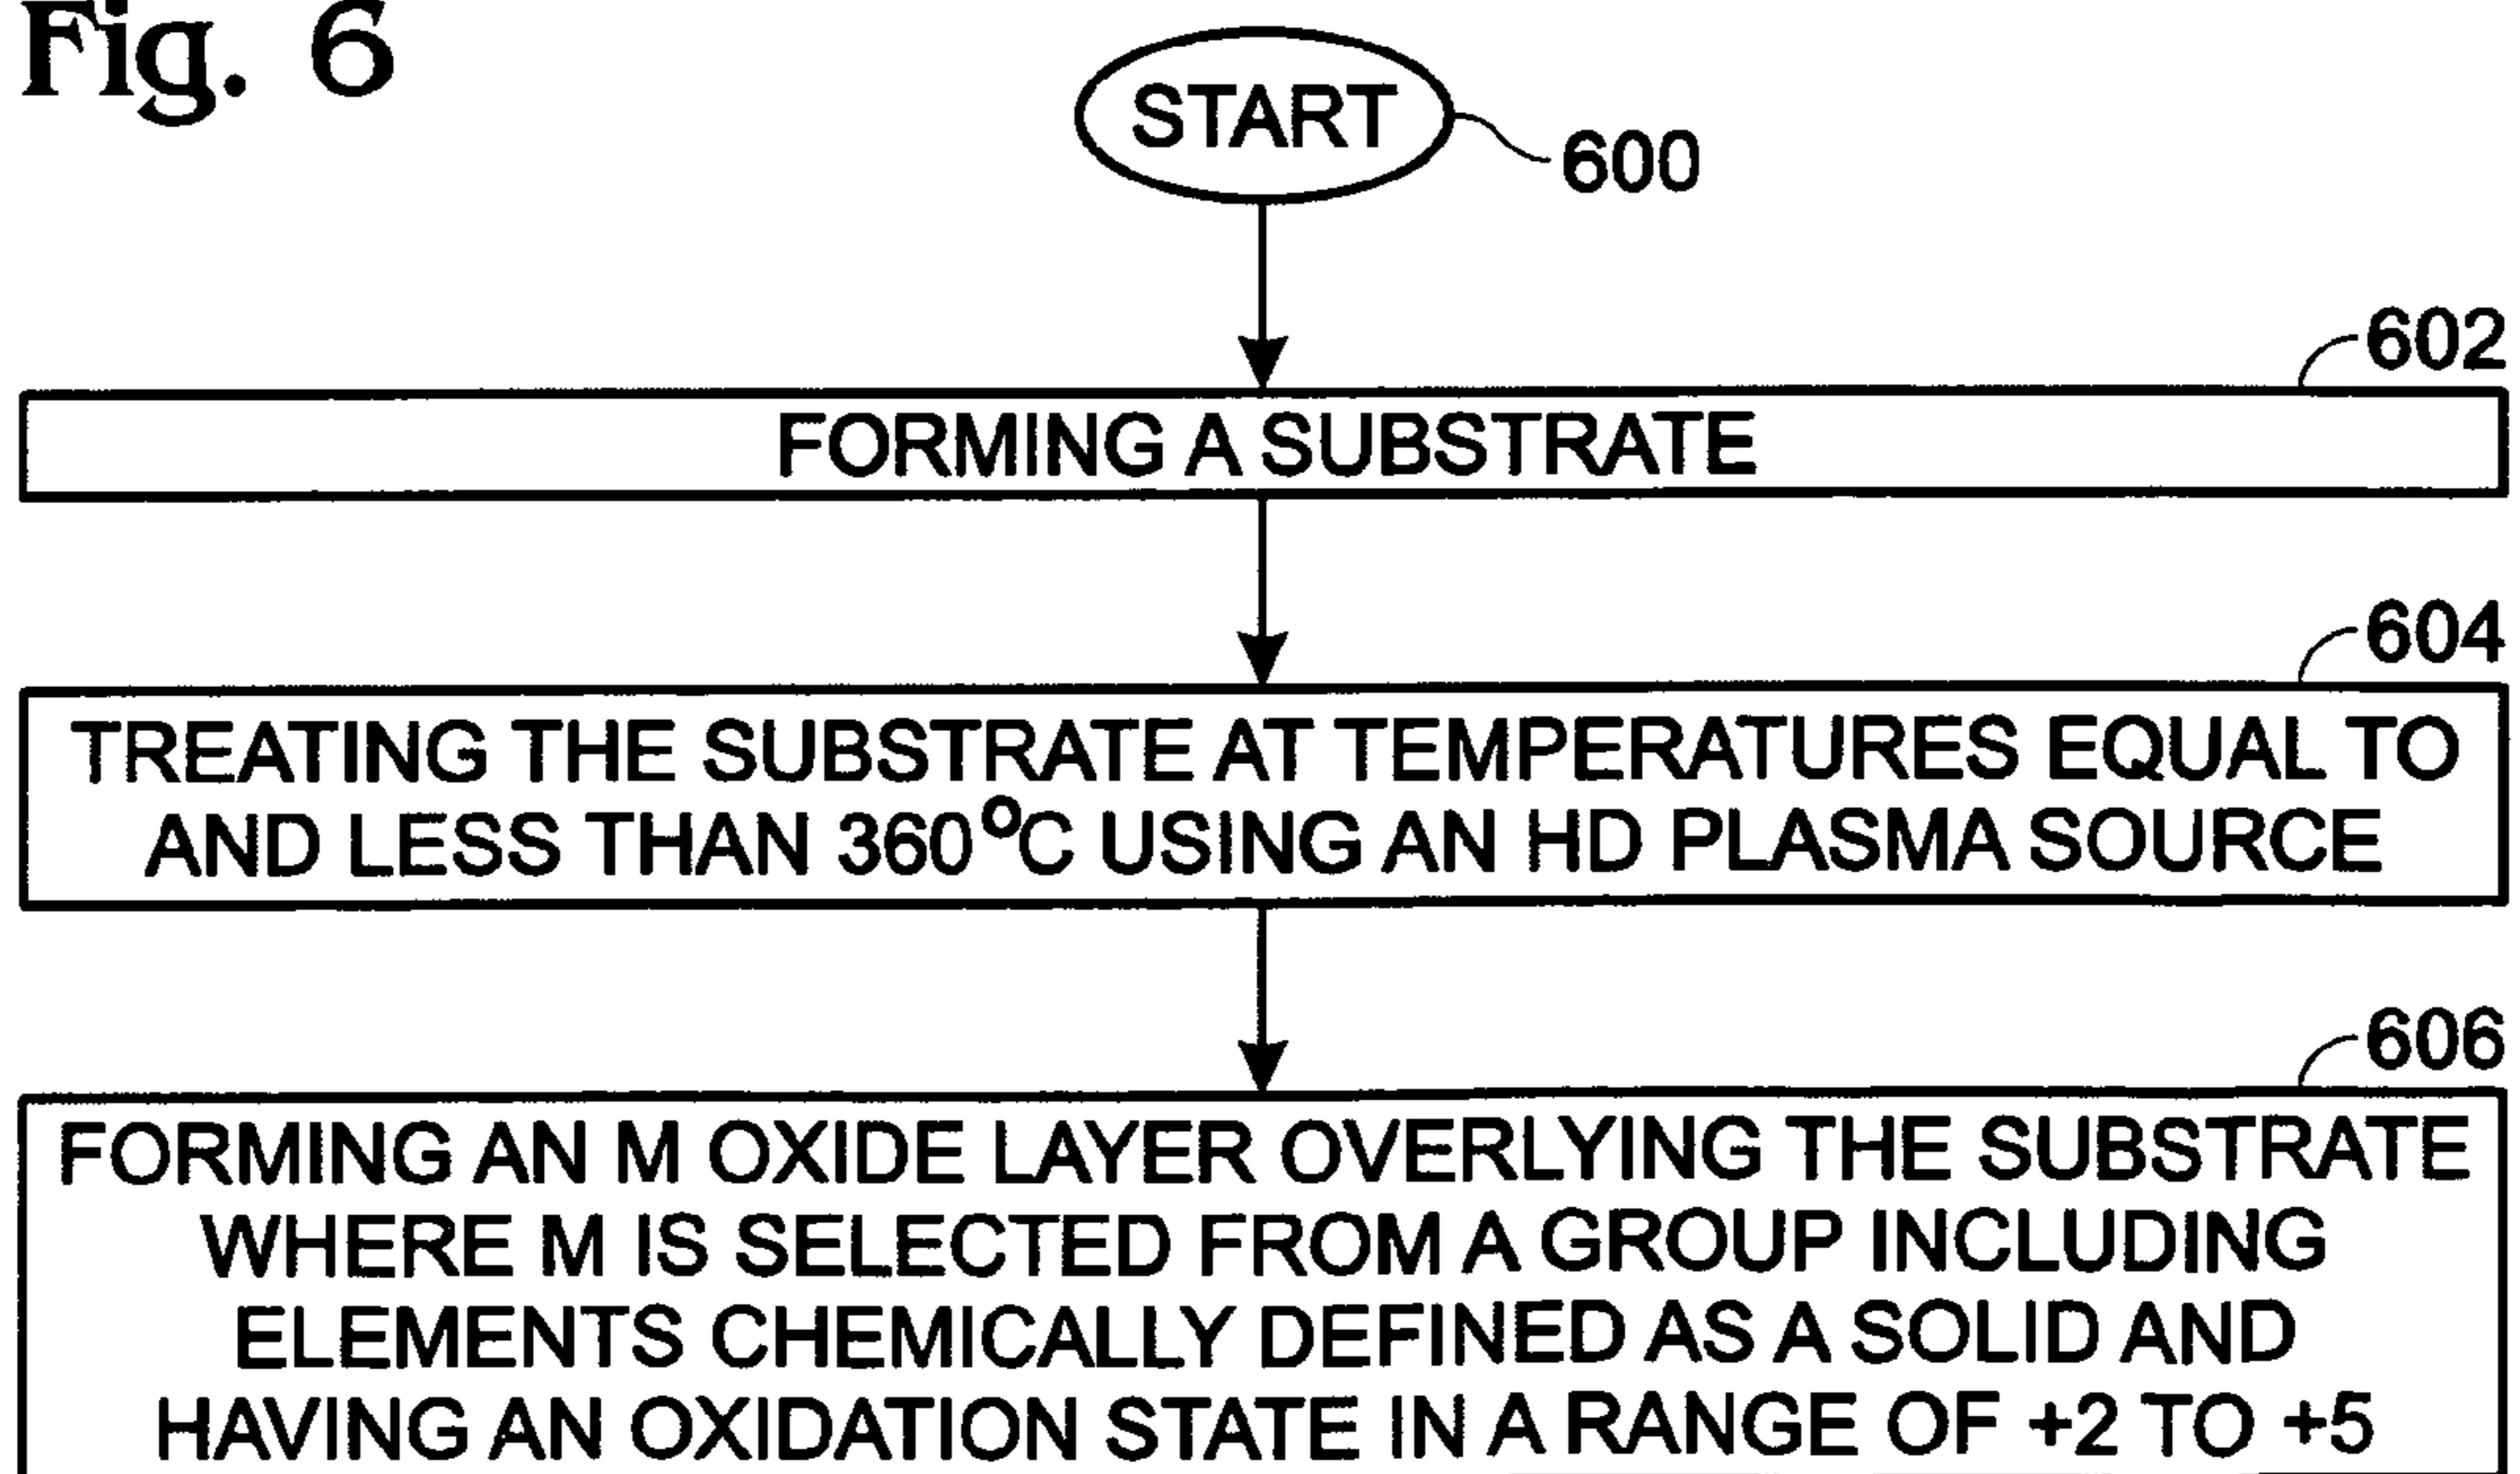 Fig. 6
START
600
602
FORMING A SUBSTRATE
604
TREATING THE SUBSTRATE AT TEMPERATURES EQUAL TO
AND LESS THAN 360°C USING AN HD PLASMA SOURCE
606
FORMING AN M OXIDE LAYER OVERLYING THE SUBSTRATE
WHERE M IS SELECTED FROM A GROUP INCLUDING
ELEMENTS CHEMICALLY DEFINED AS A SOLID AND
HAVING AN OXIDATION STATE IN A RANGE OF +2 TO +5